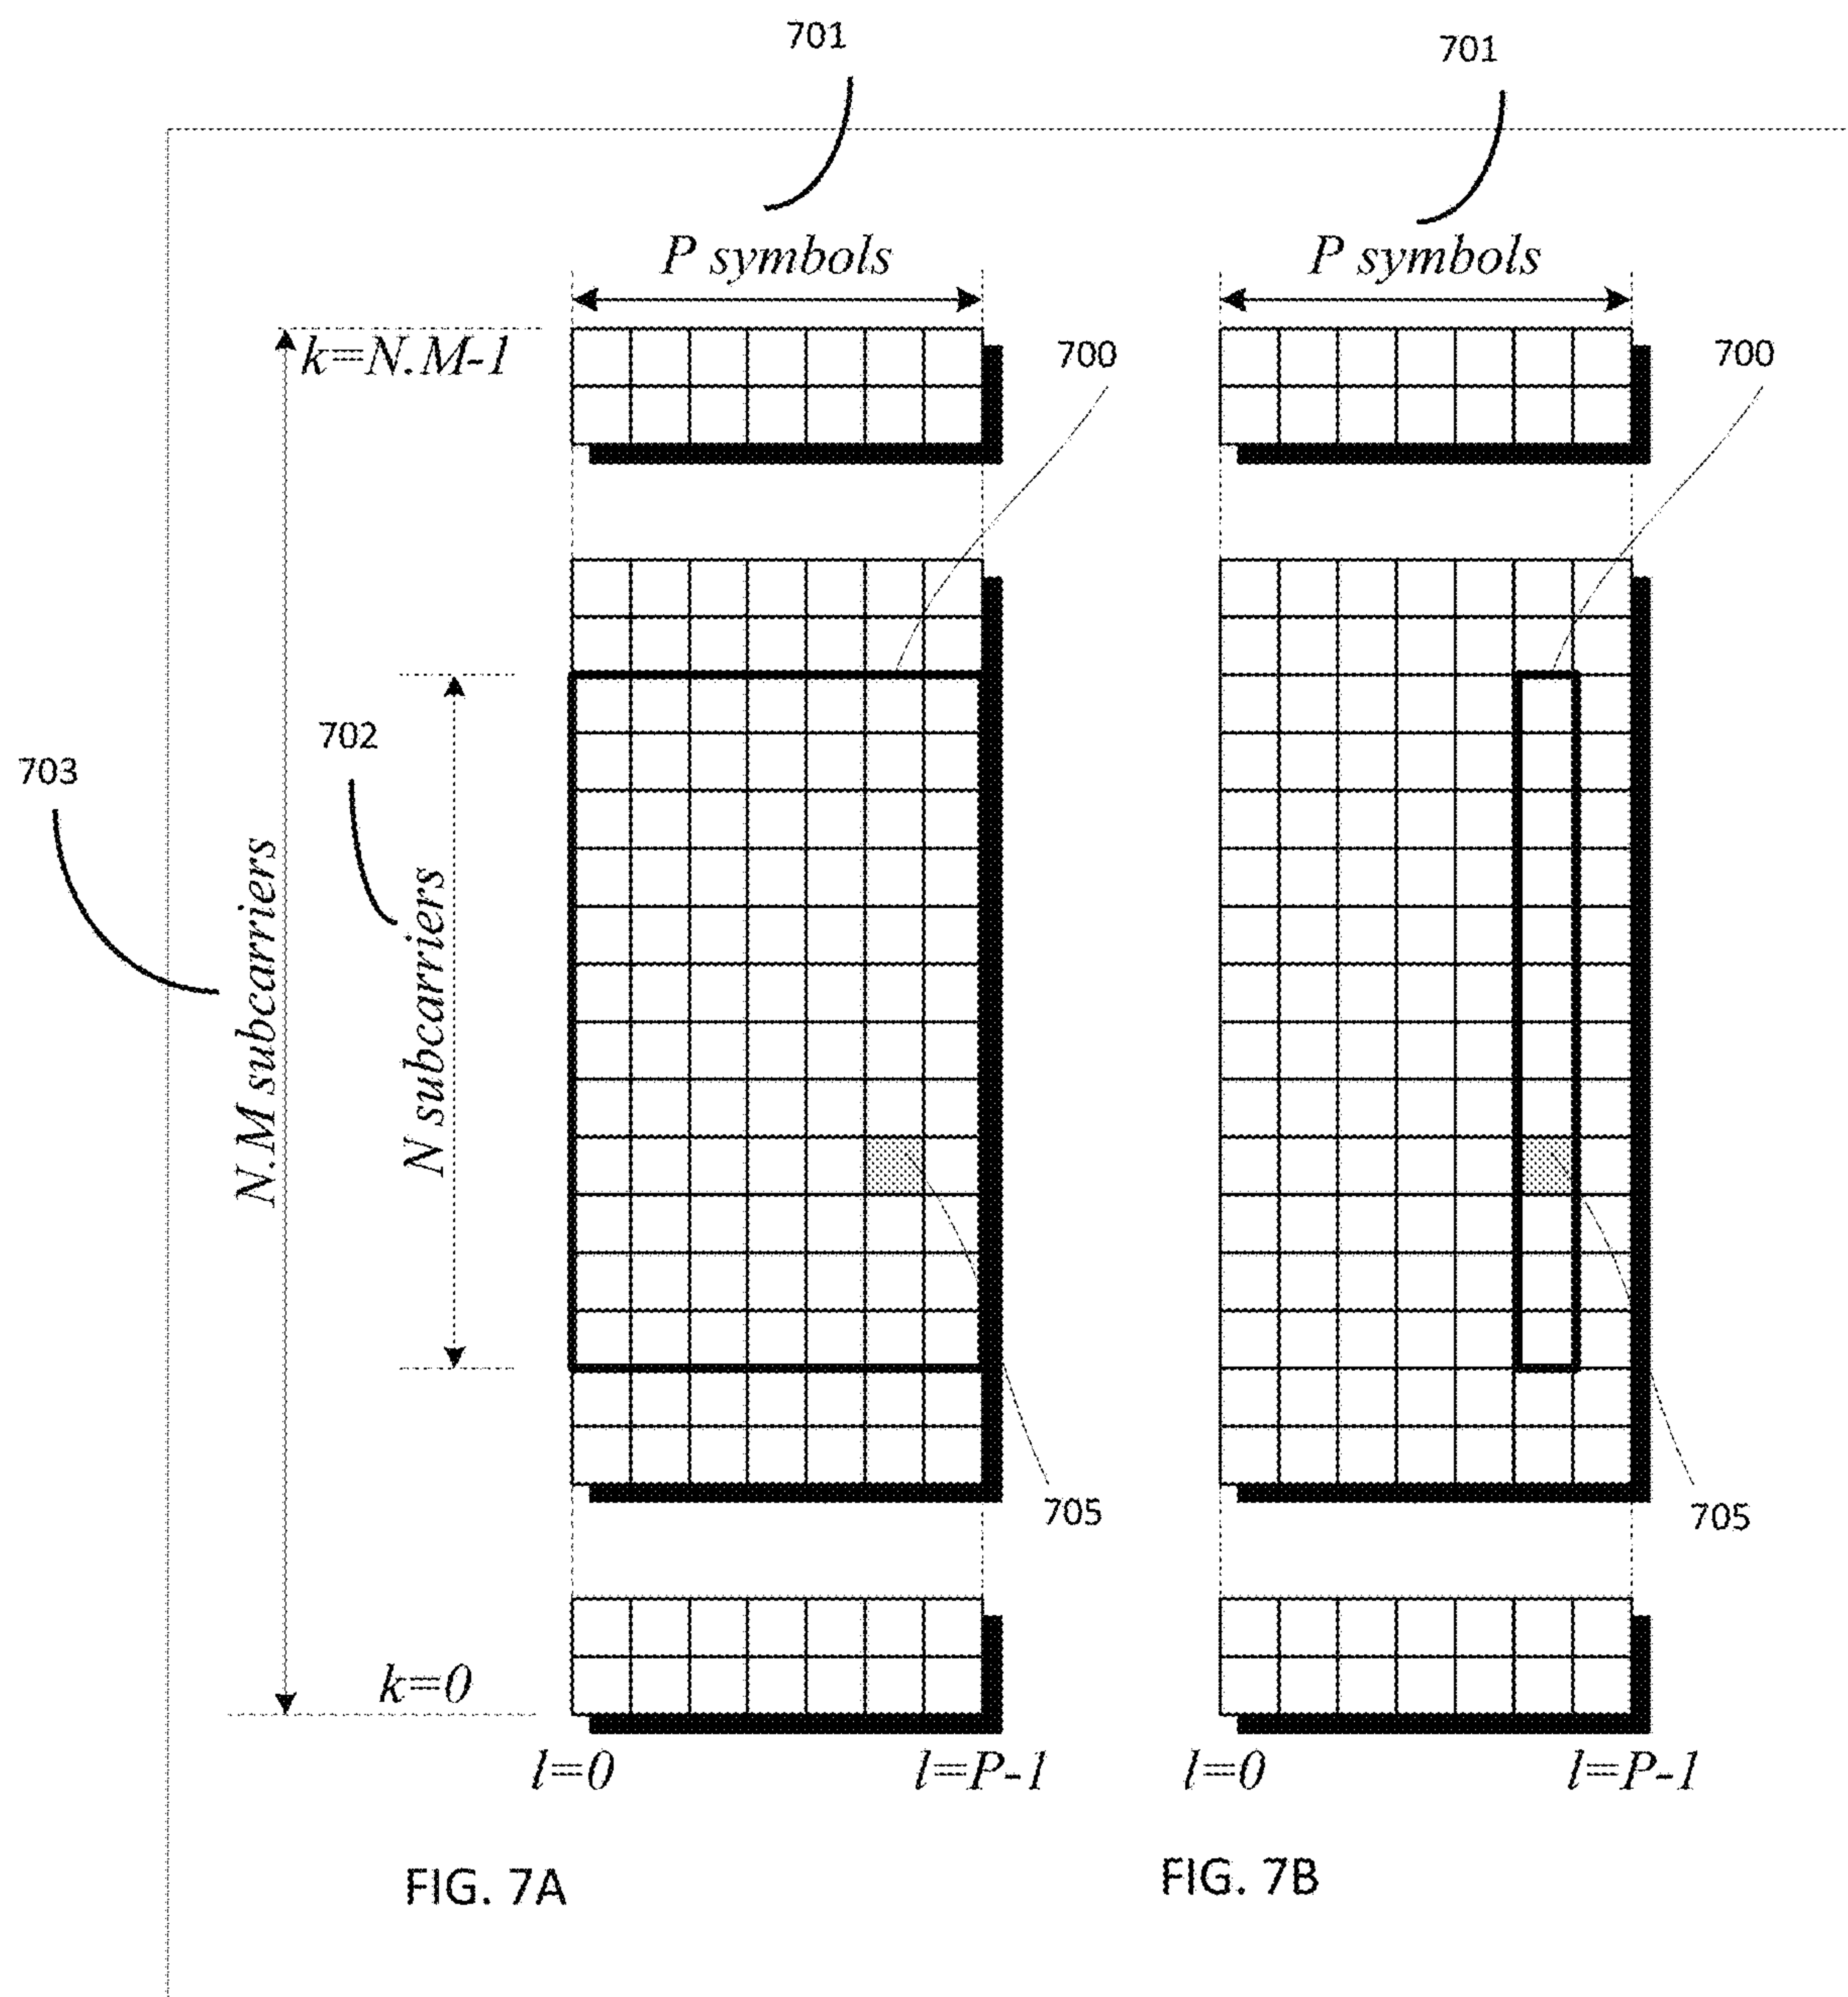 701
701
P symbols
P symbols
k=N.M-1
700
700
702
703
N.M subcarriers
N subcarriers
705
705
k=0
l=0
l=P-1
l=0
l=P-1
FIG. 7A
FIG. 7B